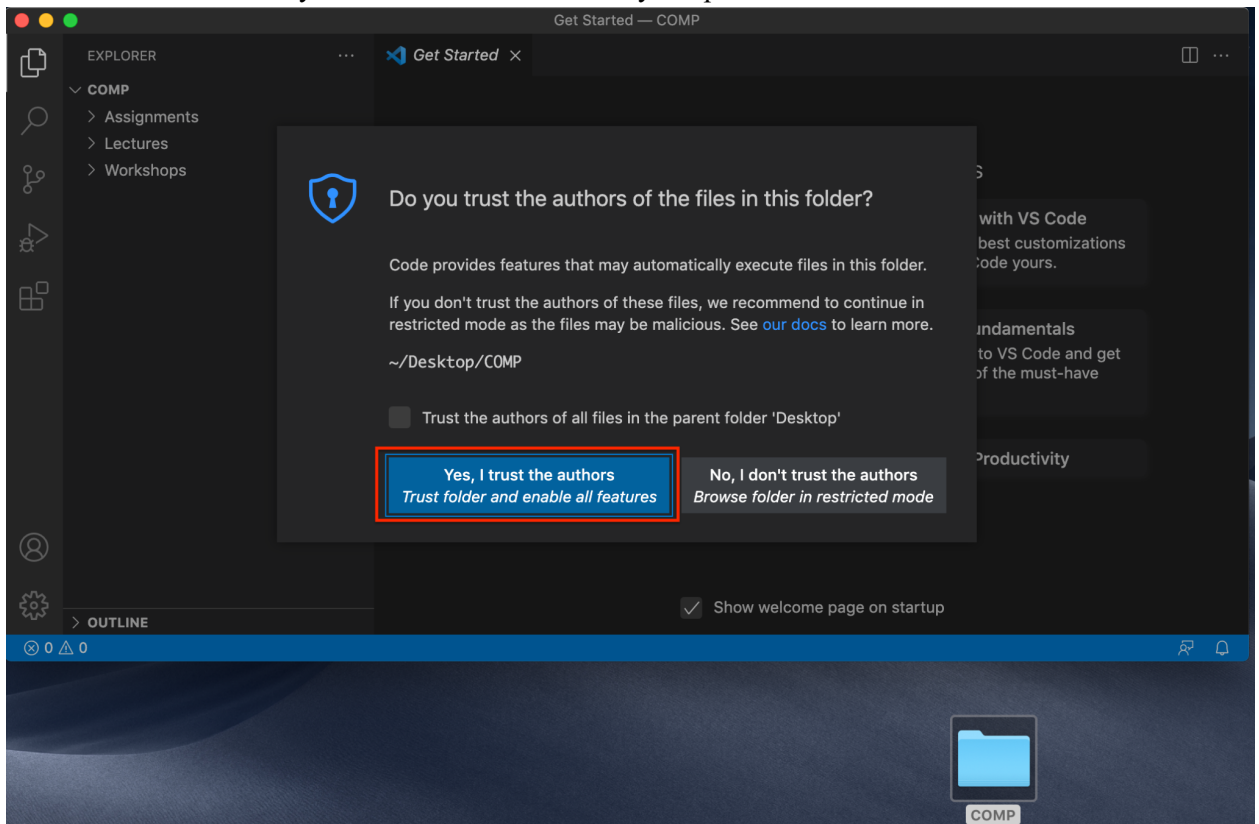 Get Started — COMP
EXPLORER
Get Started
COMP
Assignments
Lectures
Workshops
Do you trust the authors of the files in this folder?
Code provides features that may automatically execute files in this folder.
If you don't trust the authors of these files, we recommend to continue in
restricted mode as the files may be malicious. See our docs to learn more.
~/Desktop/COMP
Trust the authors of all files in the parent folder 'Desktop'
Yes, I trust the authors
Trust folder and enable all features
No, I don't trust the authors
Browse folder in restricted mode
with VS Code
best customizations
ode yours.
undamentals
to VS Code and get
of the must-have
Productivity
Show welcome page on startup
OUTLINE
0 0
COMP